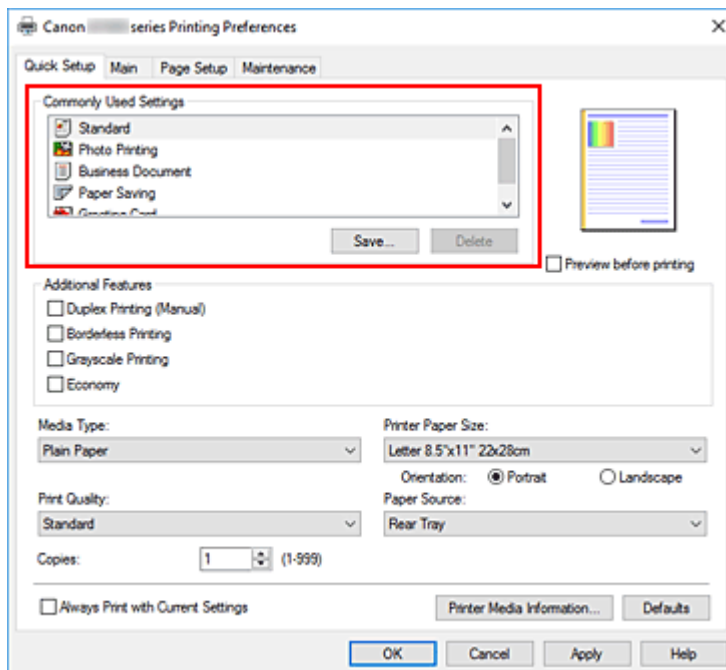 Canon series Printing Preferences
Quick Setup Main Page Setup Maintenance
Commonly Used Settings
Standard
Photo Printing
Business Document
Paper Saving
Greeting Card
Save... Delete
Preview before printing
Additional Features
Duplex Printing (Manual)
Borderless Printing
Grayscale Printing
Economy
Media Type: Printer Paper Size:
Plain Paper Letter 8.5"x11" 22x28cm
Orientation: Portrait Landscape
Print Quality: Paper Source:
Standard Rear Tray
Copies: 1 (1-999)
Always Print with Current Settings Printer Media Information... Defaults
OK Cancel Apply Help